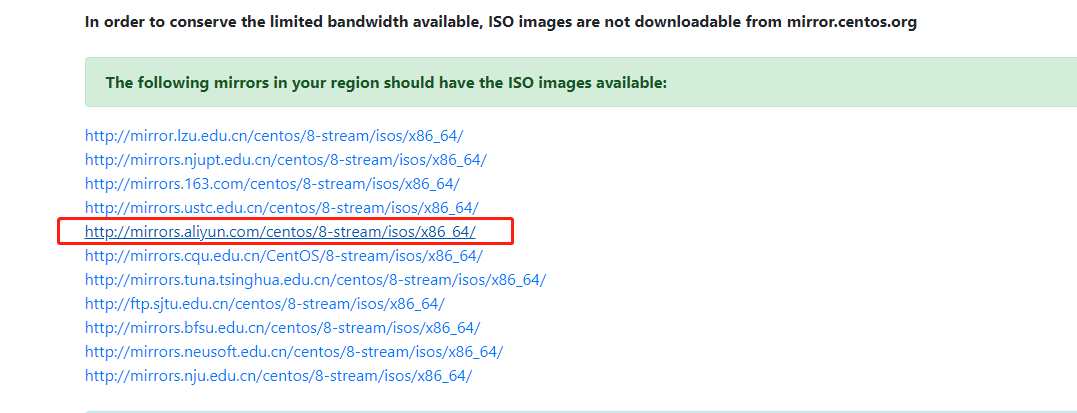 In order to conserve the limited bandwidth available, ISO images are not downloadable from mirror.centos.org
The following mirrors in your region should have the ISO images available:
http://mirror.lzu.edu.cn/centos/8-stream/isos/x86_64/
http://mirrors.njupt.edu.cn/centos/8-stream/isos/x86_64/
http://mirrors.163.com/centos/8-stream/isos/x86_64/
http://mirrors.ustc.edu.cn/centos/8-stream/isos/x86_64/
http://mirrors.aliyun.com/centos/8-stream/isos/x86_64/
http://mirrors.cqu.edu.cn/CentOS/8-stream/isos/x86_64/
http://mirrors.tuna.tsinghua.edu.cn/centos/8-stream/isos/x86_64/
http://ftp.sjtu.edu.cn/centos/8-stream/isos/x86_64/
http://mirrors.bfsu.edu.cn/centos/8-stream/isos/x86_64/
http://mirrors.neusoft.edu.cn/centos/8-stream/isos/x86_64/
http://mirrors.nju.edu.cn/centos/8-stream/isos/x86_64/